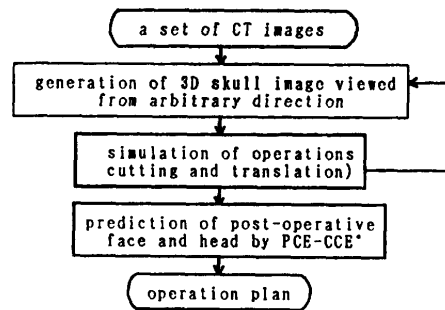 a set of CT images
generation of 3D skull image viewed
from arbitrary direction
simulation of operations
cutting and translation)
prediction of post-operative
face and head by PCE-CCE*
operation plan